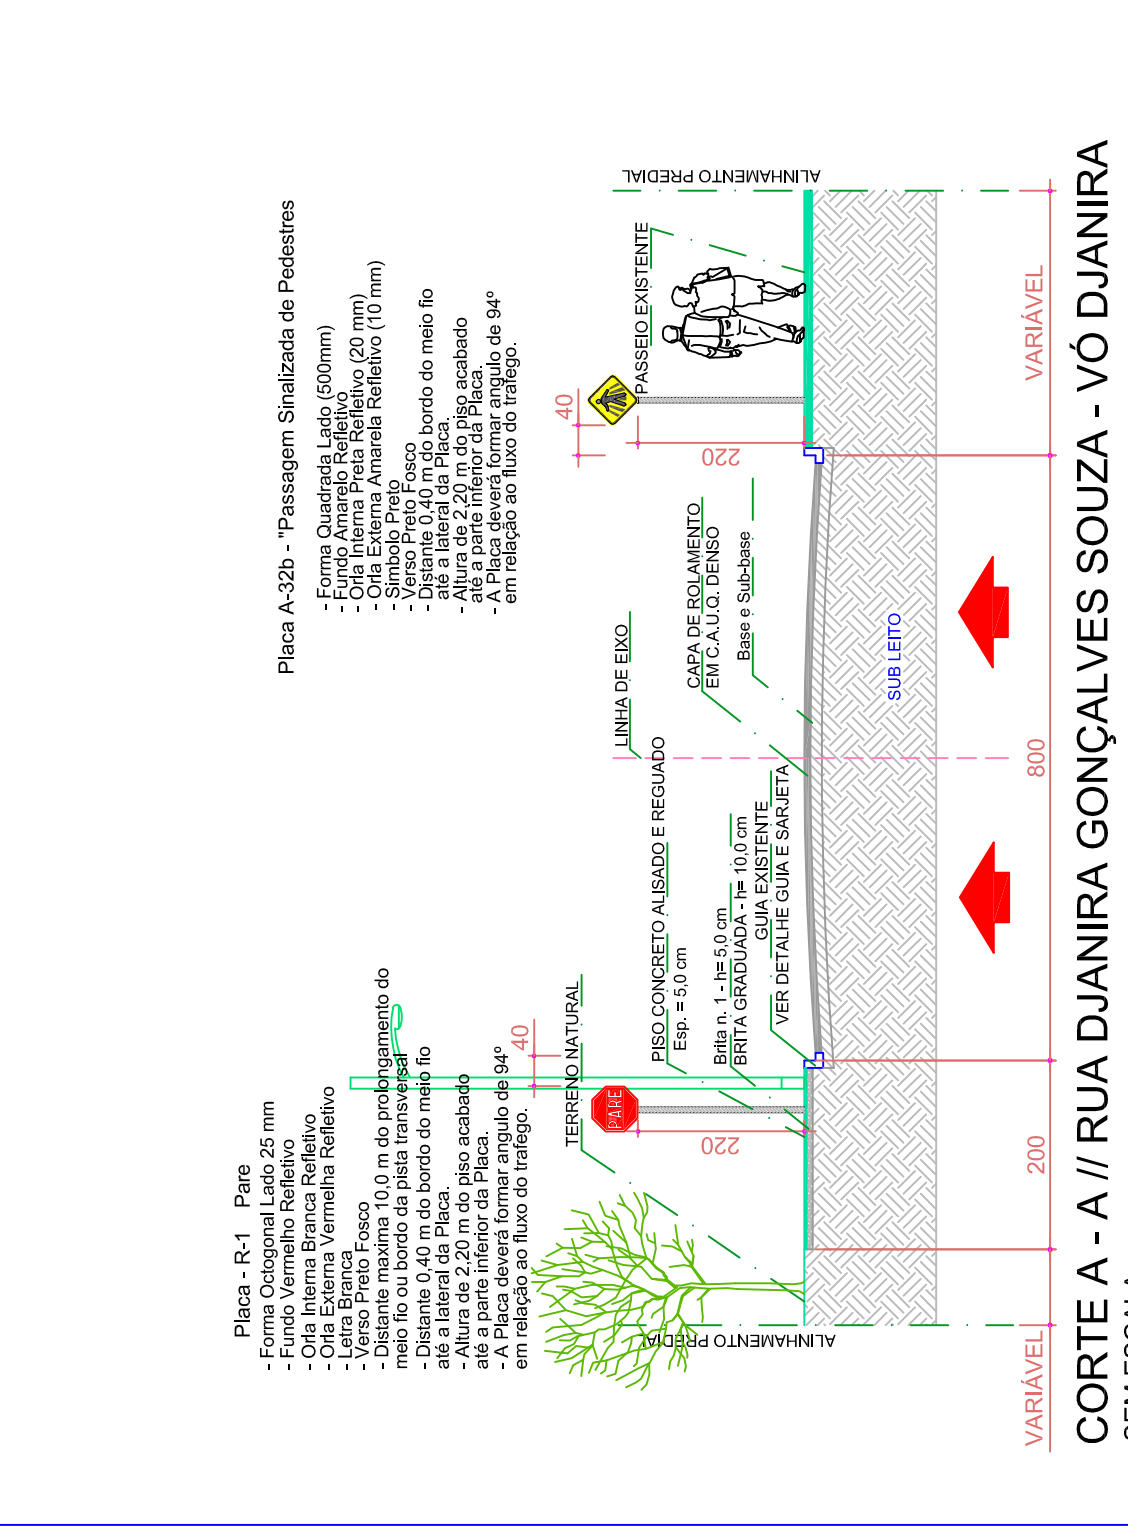 Placa - R-1 Pare
- Forma Octogonal Lado 25 mm
- Fundo Vermelho Refletivo
- Orla Interna Branca Refletivo
- Orla Externa Vermelha Refletivo
- Letra Branca
- Verso Preto Fosco
- Distante maxima 10,0 m do prolongamento do
meio fio ou bordo da pista transversal
- Distante 0,40 m do bordo do meio fio
até a lateral da Placa.
- Altura de 2,20 m do piso acabado
até a parte inferior da Placa.
- A Placa deverá formar angulo de 94º
em relação ao fluxo do trafego.
Placa A-32b - "Passagem Sinalizada de Pedestres
- Forma Quadrada Lado (500mm)
- Fundo Amarelo Refletivo
- Orla Interna Preta Refletivo (20 mm)
- Orla Externa Amarela Refletivo (10 mm)
- Simbolo Preto
- Verso Preto Fosco
- Distante 0,40 m do bordo do meio fio
até a lateral da Placa.
- Altura de 2,20 m do piso acabado
até a parte inferior da Placa.
- A Placa deverá formar angulo de 94º
em relação ao fluxo do trafego.
40
40
TERRENO NATURAL
PARE
LINHA DE EIXO
PASSEIO EXISTENTE
ALINHAMENTO PREDIAL
ALINHAMENTO PREDIAL
PISO CONCRETO ALISADO E REGUADO
Esp. = 5,0 cm
220
220
Brita n. 1 - h= 5,0 cm
BRITA GRADUADA - h= 10,0 cm
CAPA DE ROLAMENTO
EM C.A.U.Q. DENSO
Base e Sub-base
GUIA EXISTENTE
VER DETALHE GUIA E SARJETA
SUB LEITO
VARIÁVEL
200
800
VARIÁVEL
CORTE A - A // RUA DJANIRA GONÇALVES SOUZA - VÓ DJANIRA